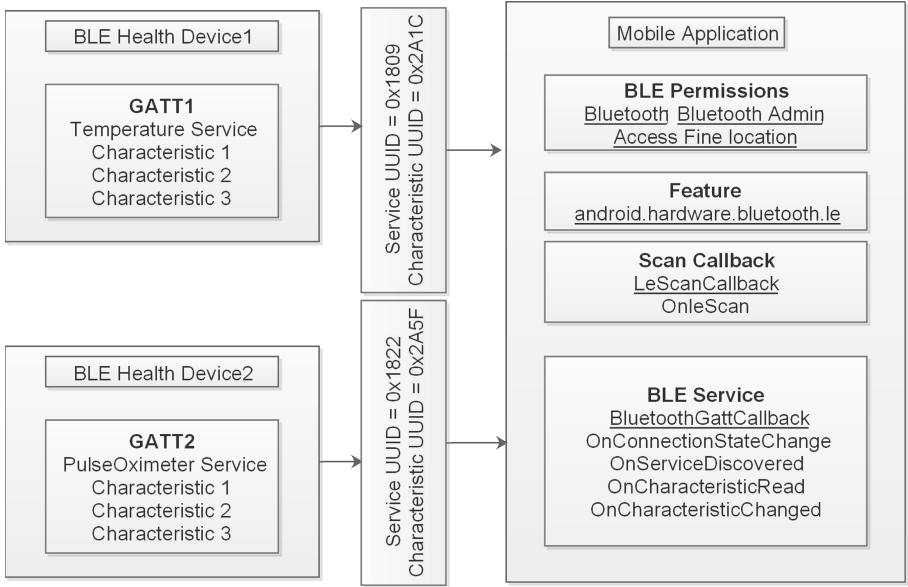 BLE Health Device1
GATT1
Temperature Service
Characteristic 1
Characteristic 2
Characteristic 3
Service UUID = 0x1809
Characteristic UUID = 0x2A1C
BLE Health Device2
GATT2
PulseOximeter Service
Characteristic 1
Characteristic 2
Characteristic 3
Service UUID = 0x1822
Characteristic UUID = 0x2A5F
Mobile Application
BLE Permissions
Bluetooth Bluetooth Admin
Access Fine location
Feature
android.hardware.bluetooth.le
Scan Callback
LeScanCallback
OnleScan
BLE Service
BluetoothGattCallback
OnConnectionStateChange
OnServiceDiscovered
OnCharacteristicRead
OnCharacteristicChanged